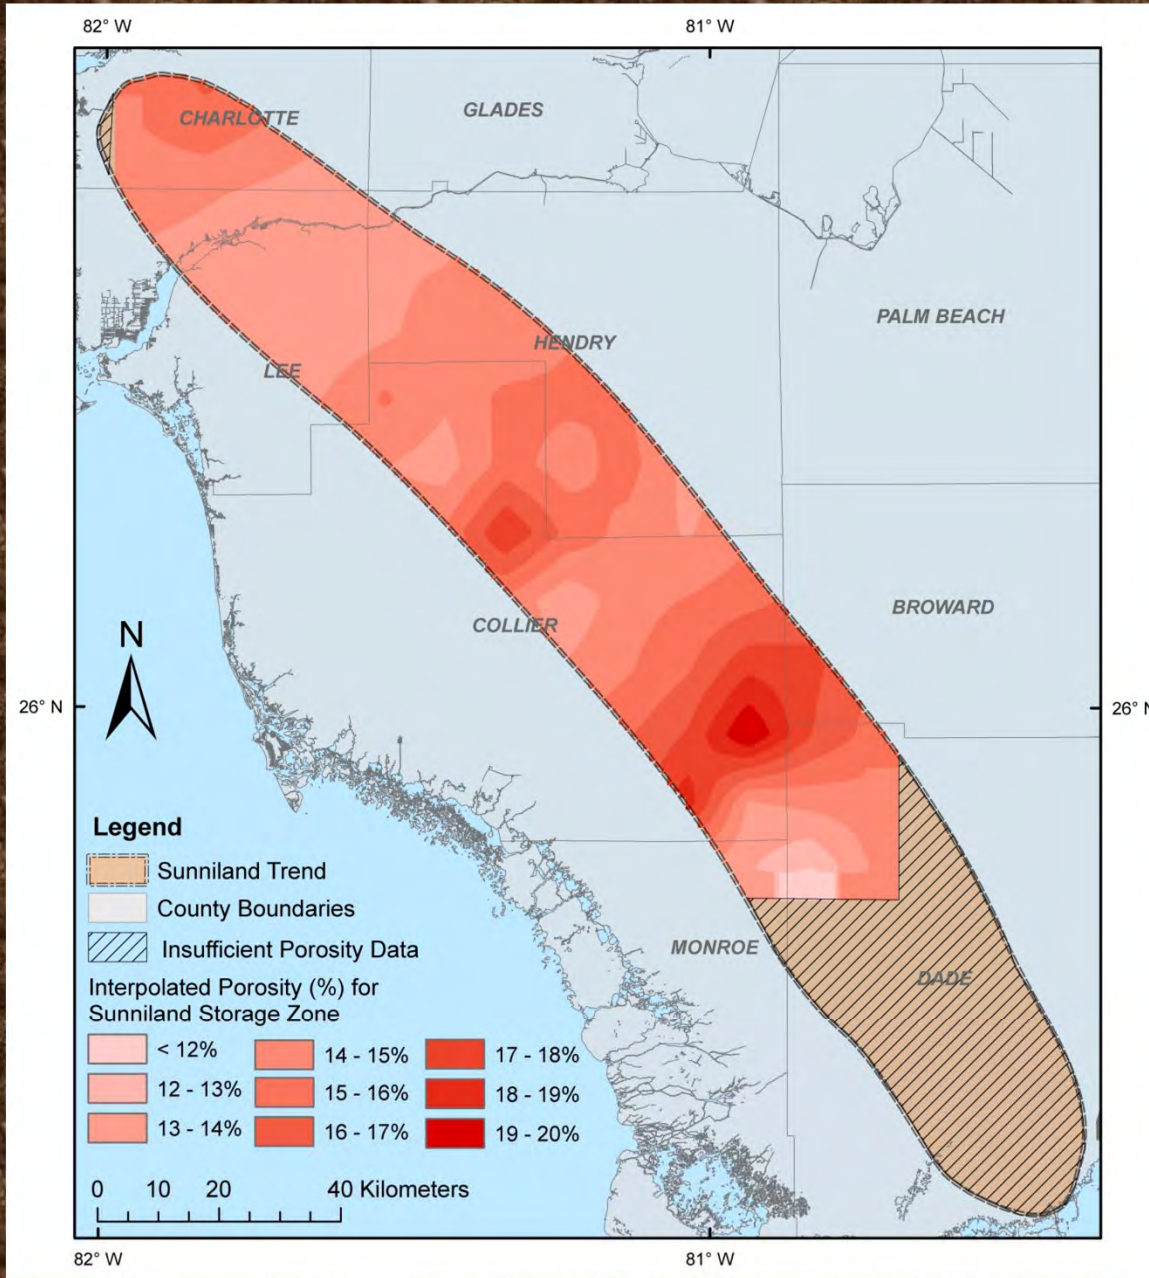 82° W
81° W
CHARLOTTE
GLADES
PALM BEACH
HENDRY
LEE
BROWARD
COLLIER
N
26° N
26° N
MONROE
DADE
Legend
Sunniland Trend
County Boundaries
Insufficient Porosity Data
Interpolated Porosity (%) for
Sunniland Storage Zone
< 12%
12 - 13%
13 - 14%
14 - 15%
15 - 16%
16 - 17%
17 - 18%
18 - 19%
19 - 20%
0 10 20 40 Kilometers
82° W
81° W